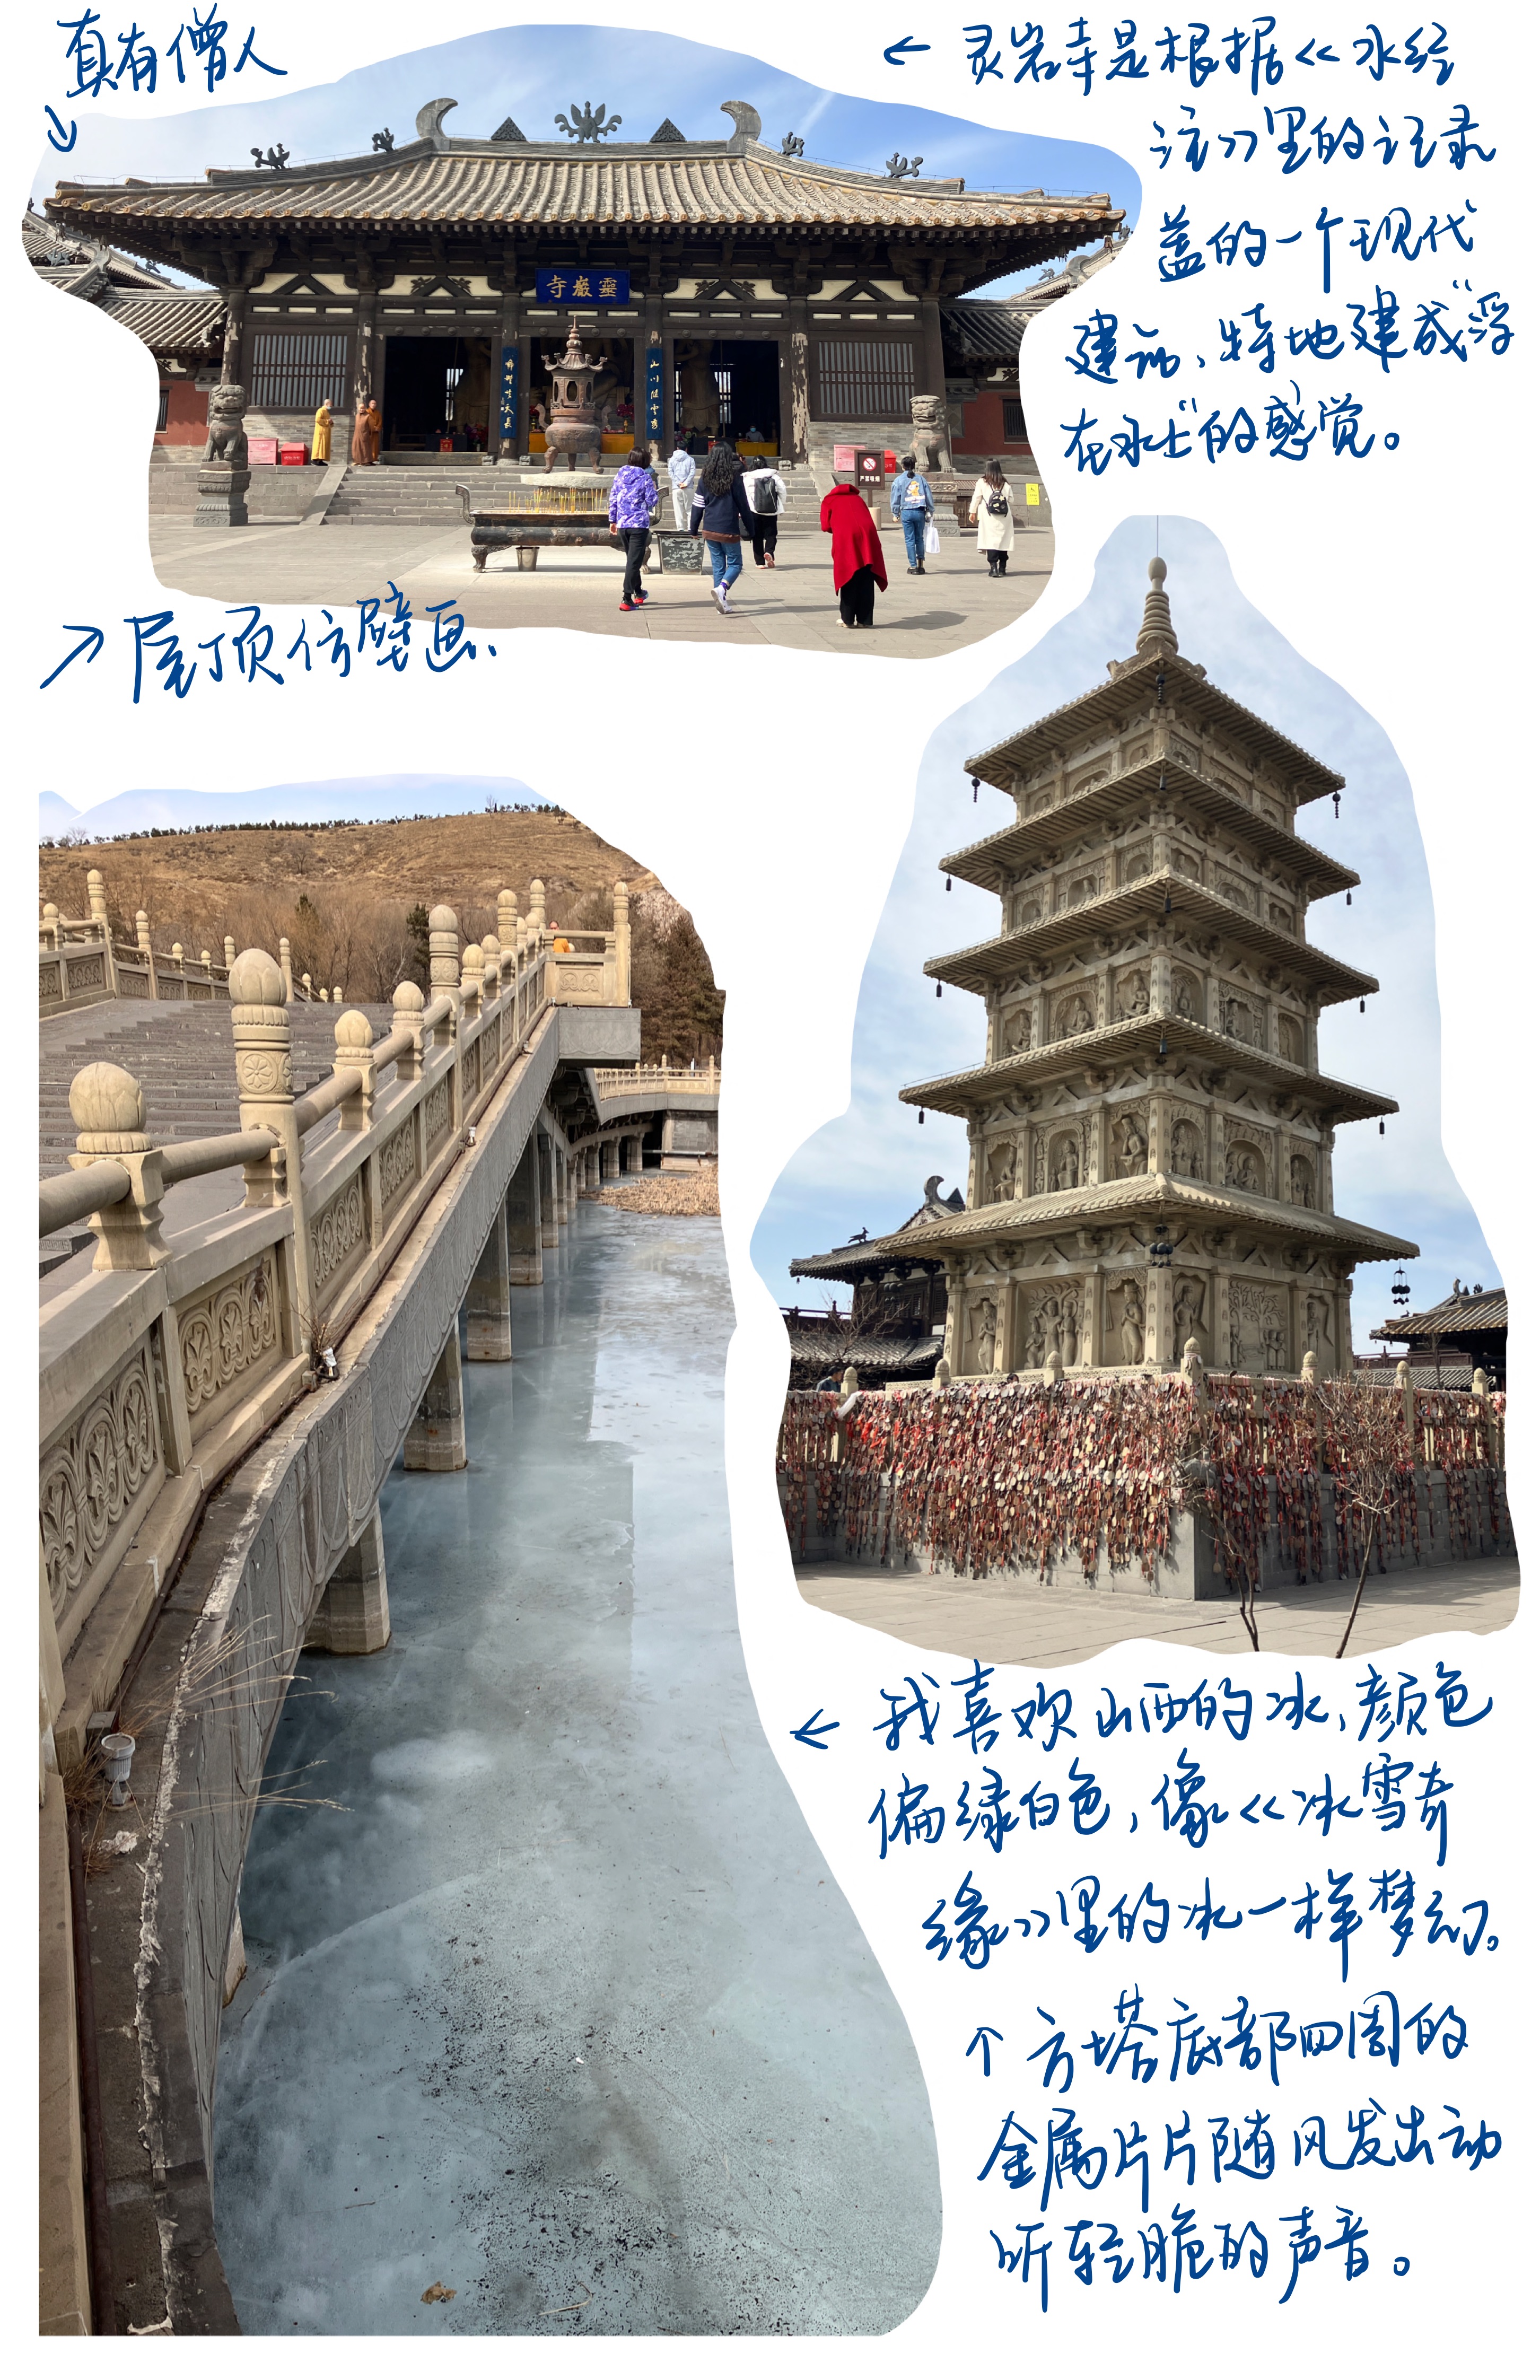 真有僧人
← 灵岩寺是根据《水经
注》里的记录
盖的一个现代
建筑,特地建成"浮
在水上"的感觉。
靈巖寺
→ 屋顶仿壁画、
← 我喜欢山西的冰,颜色
偏绿白色,像《冰雪奇
缘》里的冰一样梦幻。
↑ 方塔底部四周的
金属片片随风发出动
听轻脆的声音。